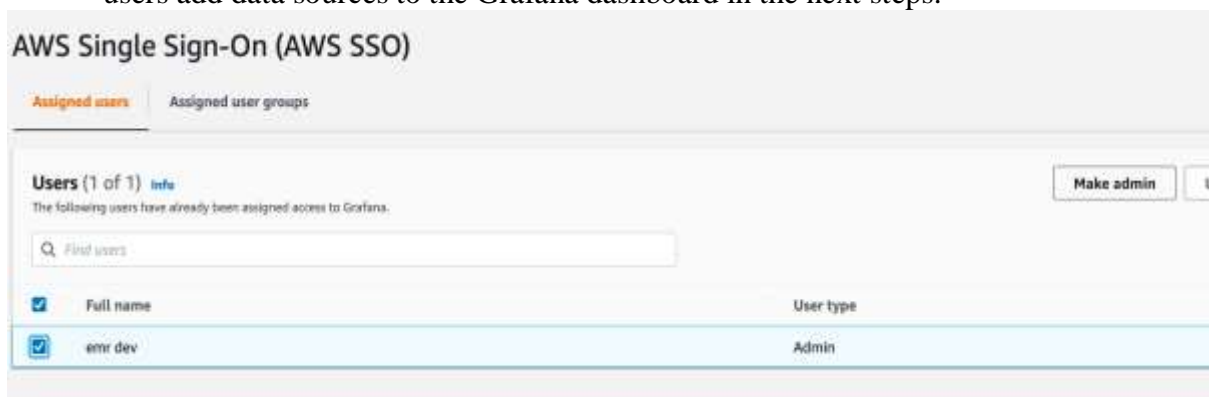 users add data sources to the Grafana dashboard in the next steps.
AWS Single Sign-On (AWS SSO)
Assigned users Assigned user groups
Users (1 of 1) Info
Make admin
The following users have already been assigned access to Grafana.
Find users
Full name User type
emr dev Admin